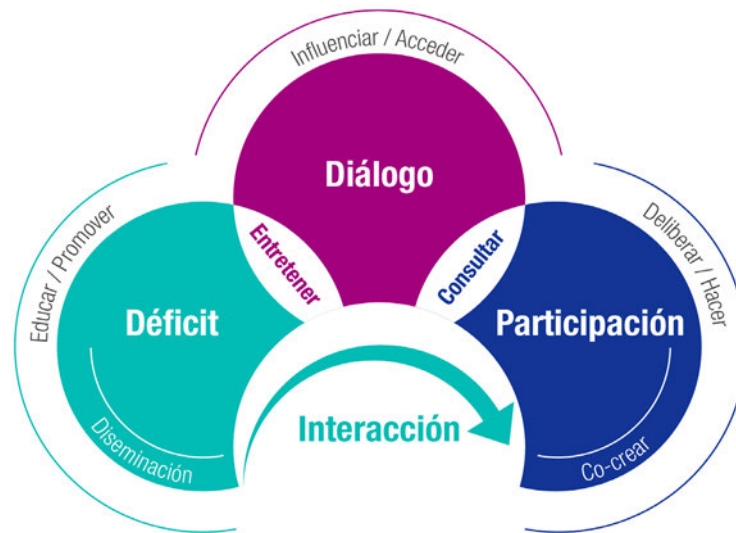 Influenciar / Acceder
Diálogo
Educar / Promover
Entretener
Consultar
Deliberar / Hacer
Déficit
Participación
Interacción
Diseminación
Co-crear